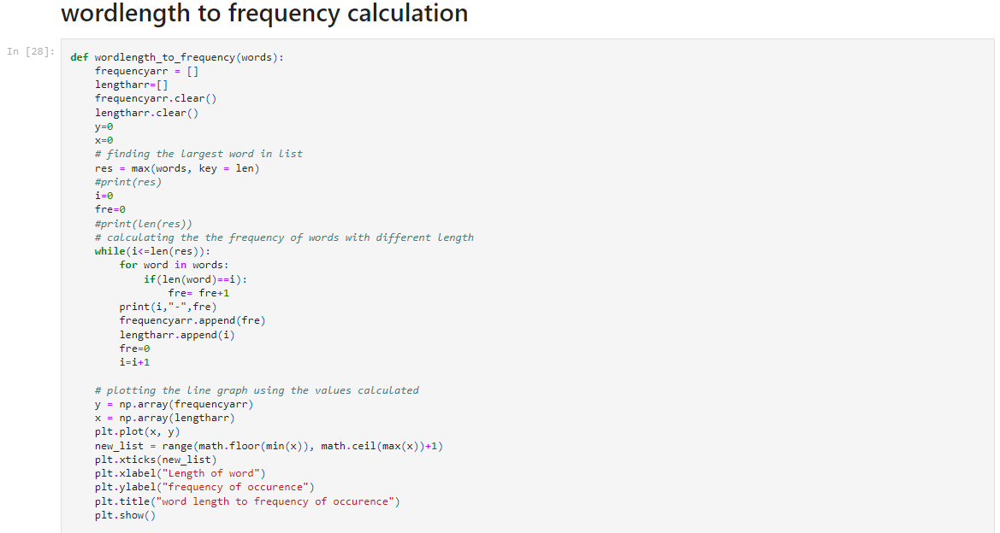 wordlength to frequency calculation
In [28]:
def wordlength_to_frequency(words):
    frequencyarr = []
    lengtharr=[]
    frequencyarr.clear()
    lengtharr.clear()
    y=0
    x=0
    # finding the largest word in list
    res = max(words, key = len)
    #print(res)
    i=0
    fre=0
    #print(len(res))
    # calculating the the frequency of words with different length
    while(i<=len(res)):
        for word in words:
            if(len(word)==i):
                fre= fre+1
        print(i,"-",fre)
        frequencyarr.append(fre)
        lengtharr.append(i)
        fre=0
        i=i+1
    # plotting the line graph using the values calculated
    y = np.array(frequencyarr)
    x = np.array(lengtharr)
    plt.plot(x, y)
    new_list = range(math.floor(min(x)), math.ceil(max(x))+1)
    plt.xticks(new_list)
    plt.xlabel("Length of word")
    plt.ylabel("frequency of occurence")
    plt.title("word length to frequency of occurence")
    plt.show()